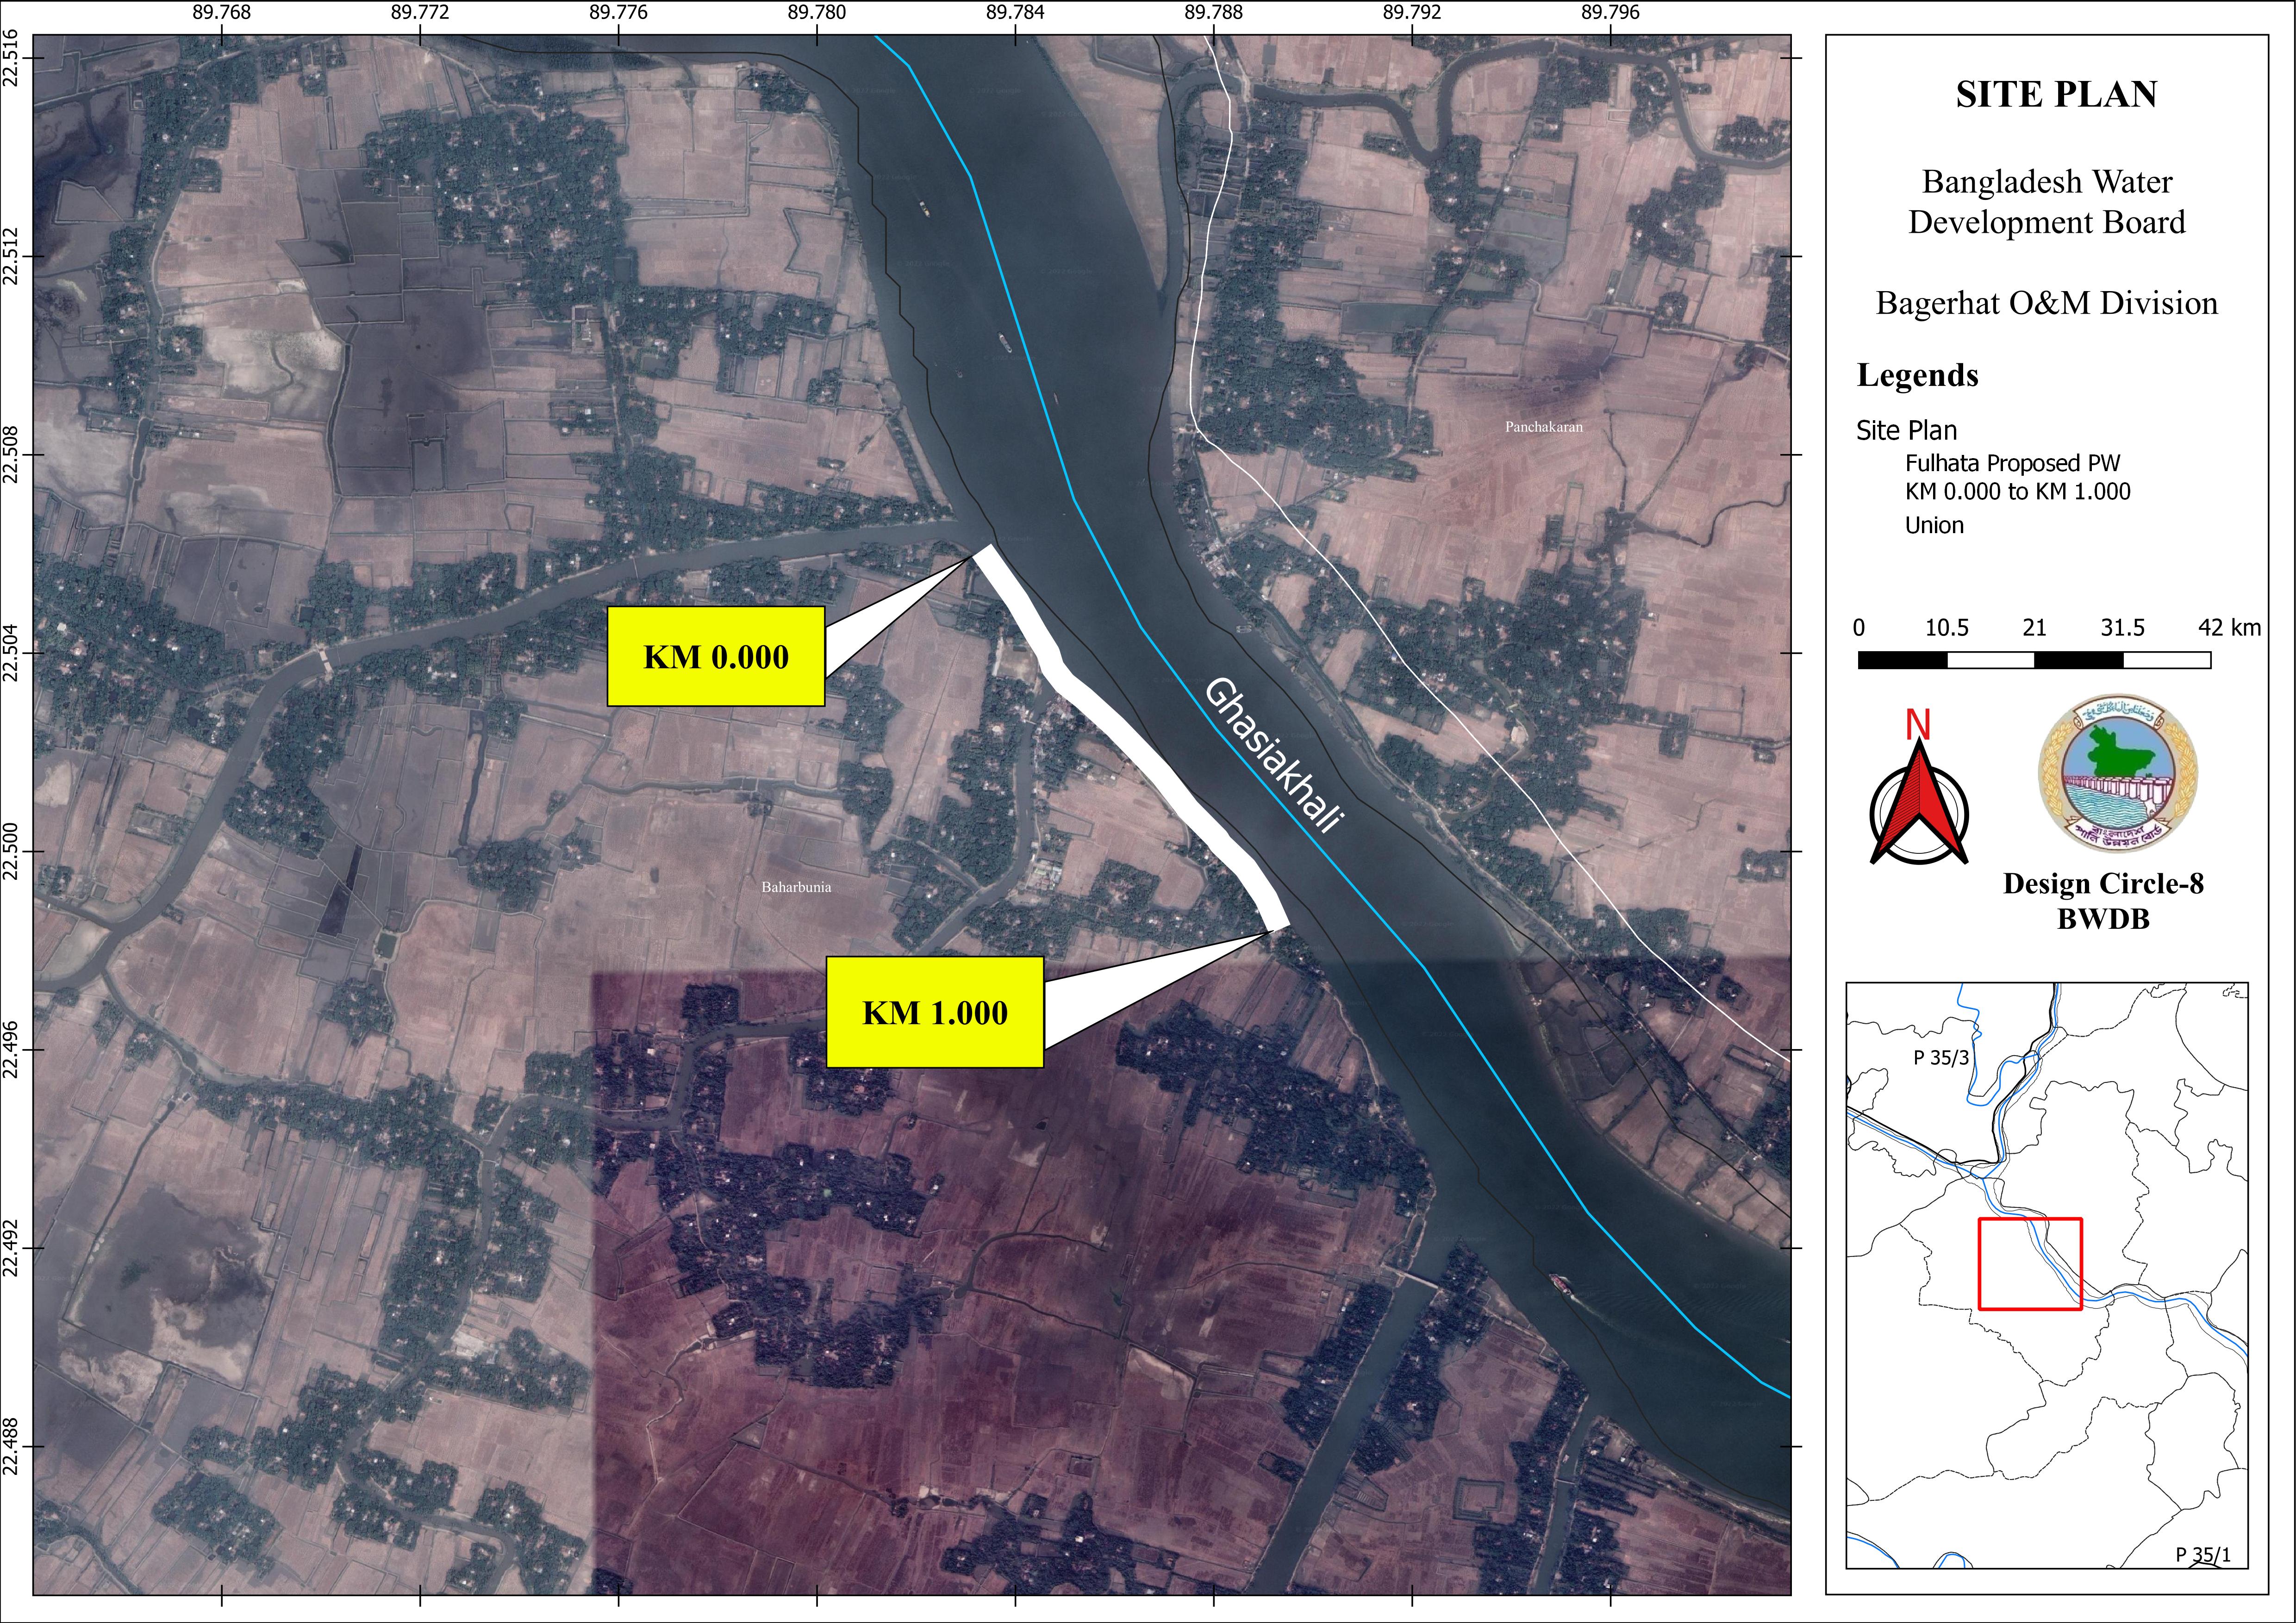 89.768 89.772 89.776 89.780 89.784 89.788 89.792 89.796
22.516
22.512
22.508
22.504
22.500
22.496
22.492
22.488
Panchakaran
KM 0.000
Ghasiakhali
Baharbunia
KM 1.000
SITE PLAN
Bangladesh Water
Development Board
Bagerhat O&M Division
Legends
Site Plan
Fulhata Proposed PW
KM 0.000 to KM 1.000
Union
0 10.5 21 31.5 42 km
N
বাংলাদেশ
পানি উন্নয়ন বোর্ড
Design Circle-8
BWDB
P 35/3
P 35/1